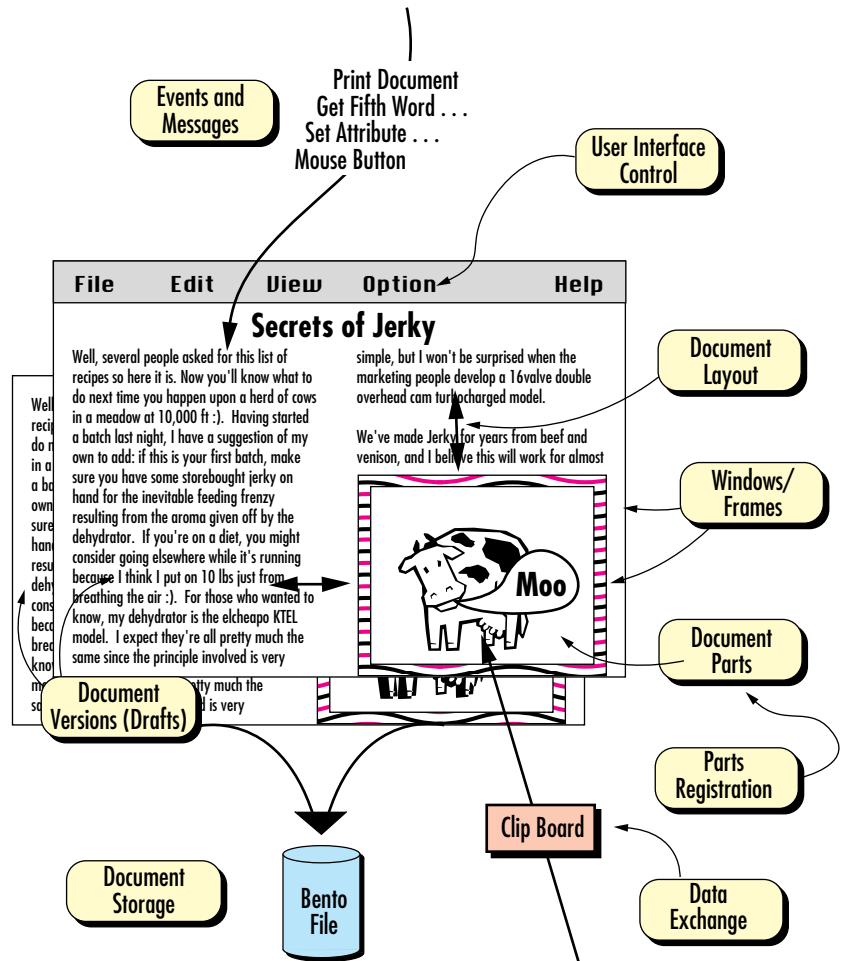 Print Document
Get Fifth Word . . .
Set Attribute . . .
Mouse Button
Events and
Messages
User Interface
Control
File Edit View Option Help
Secrets of Jerky
Well, several people asked for this list of
recipes so here it is. Now you'll know what to
do next time you happen upon a herd of cows
in a meadow at 10,000 ft :). Having started
a batch last night, I have a suggestion of my
own to add: if this is your first batch, make
sure you have some storebought jerky on
hand for the inevitable feeding frenzy
resulting from the aroma given off by the
dehydrator. If you're on a diet, you might
consider going elsewhere while it's running
because I think I put on 10 lbs just from
breathing the air :). For those who wanted to
know, my dehydrator is the elcheapo KTEL
model. I expect they're all pretty much the
same since the principle involved is very
simple, but I won't be surprised when the
marketing people develop a 16valve double
overhead cam turbocharged model.
We've made Jerky for years from beef and
venison, and I believe this will work for almost
Moo
Well
in a
own
sure
much the
is very
Document
Layout
Windows/
Frames
Document
Parts
Parts
Registration
Document
Versions (Drafts)
Clip Board
Document
Storage
Bento
File
Data
Exchange